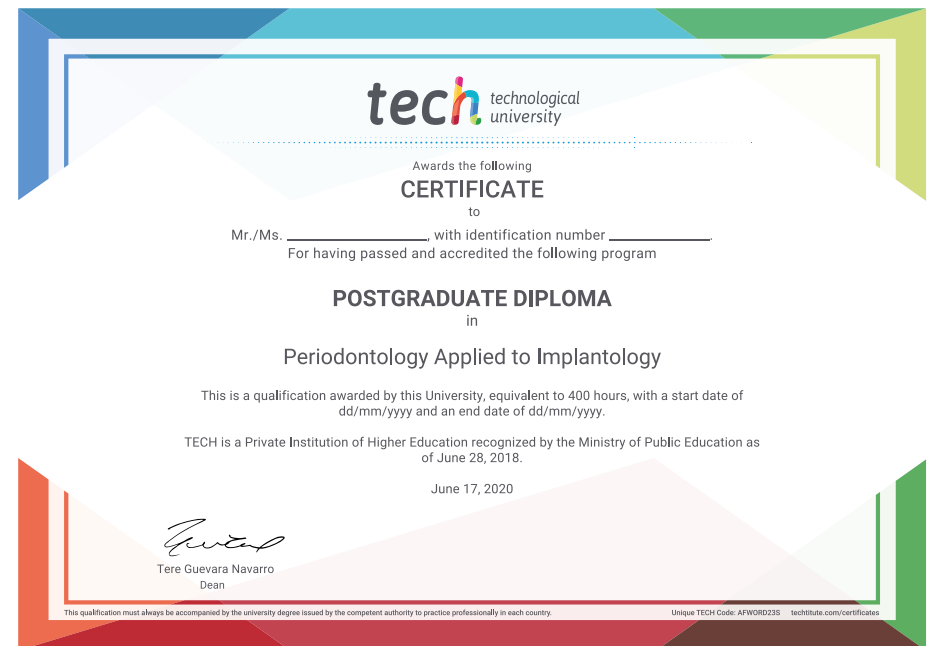 tech technological
university
Awards the following
CERTIFICATE
to
Mr./Ms. ____________________, with identification number ______________.
For having passed and accredited the following program
POSTGRADUATE DIPLOMA
in
Periodontology Applied to Implantology
This is a qualification awarded by this University, equivalent to 400 hours, with a start date of
dd/mm/yyyy and an end date of dd/mm/yyyy.
TECH is a Private Institution of Higher Education recognized by the Ministry of Public Education as
of June 28, 2018.
June 17, 2020
Tere Guevara Navarro
Dean
This qualification must always be accompanied by the university degree issued by the competent authority to practice professionally in each country.
Unique TECH Code: AFWORD23S techtitute.com/certificates